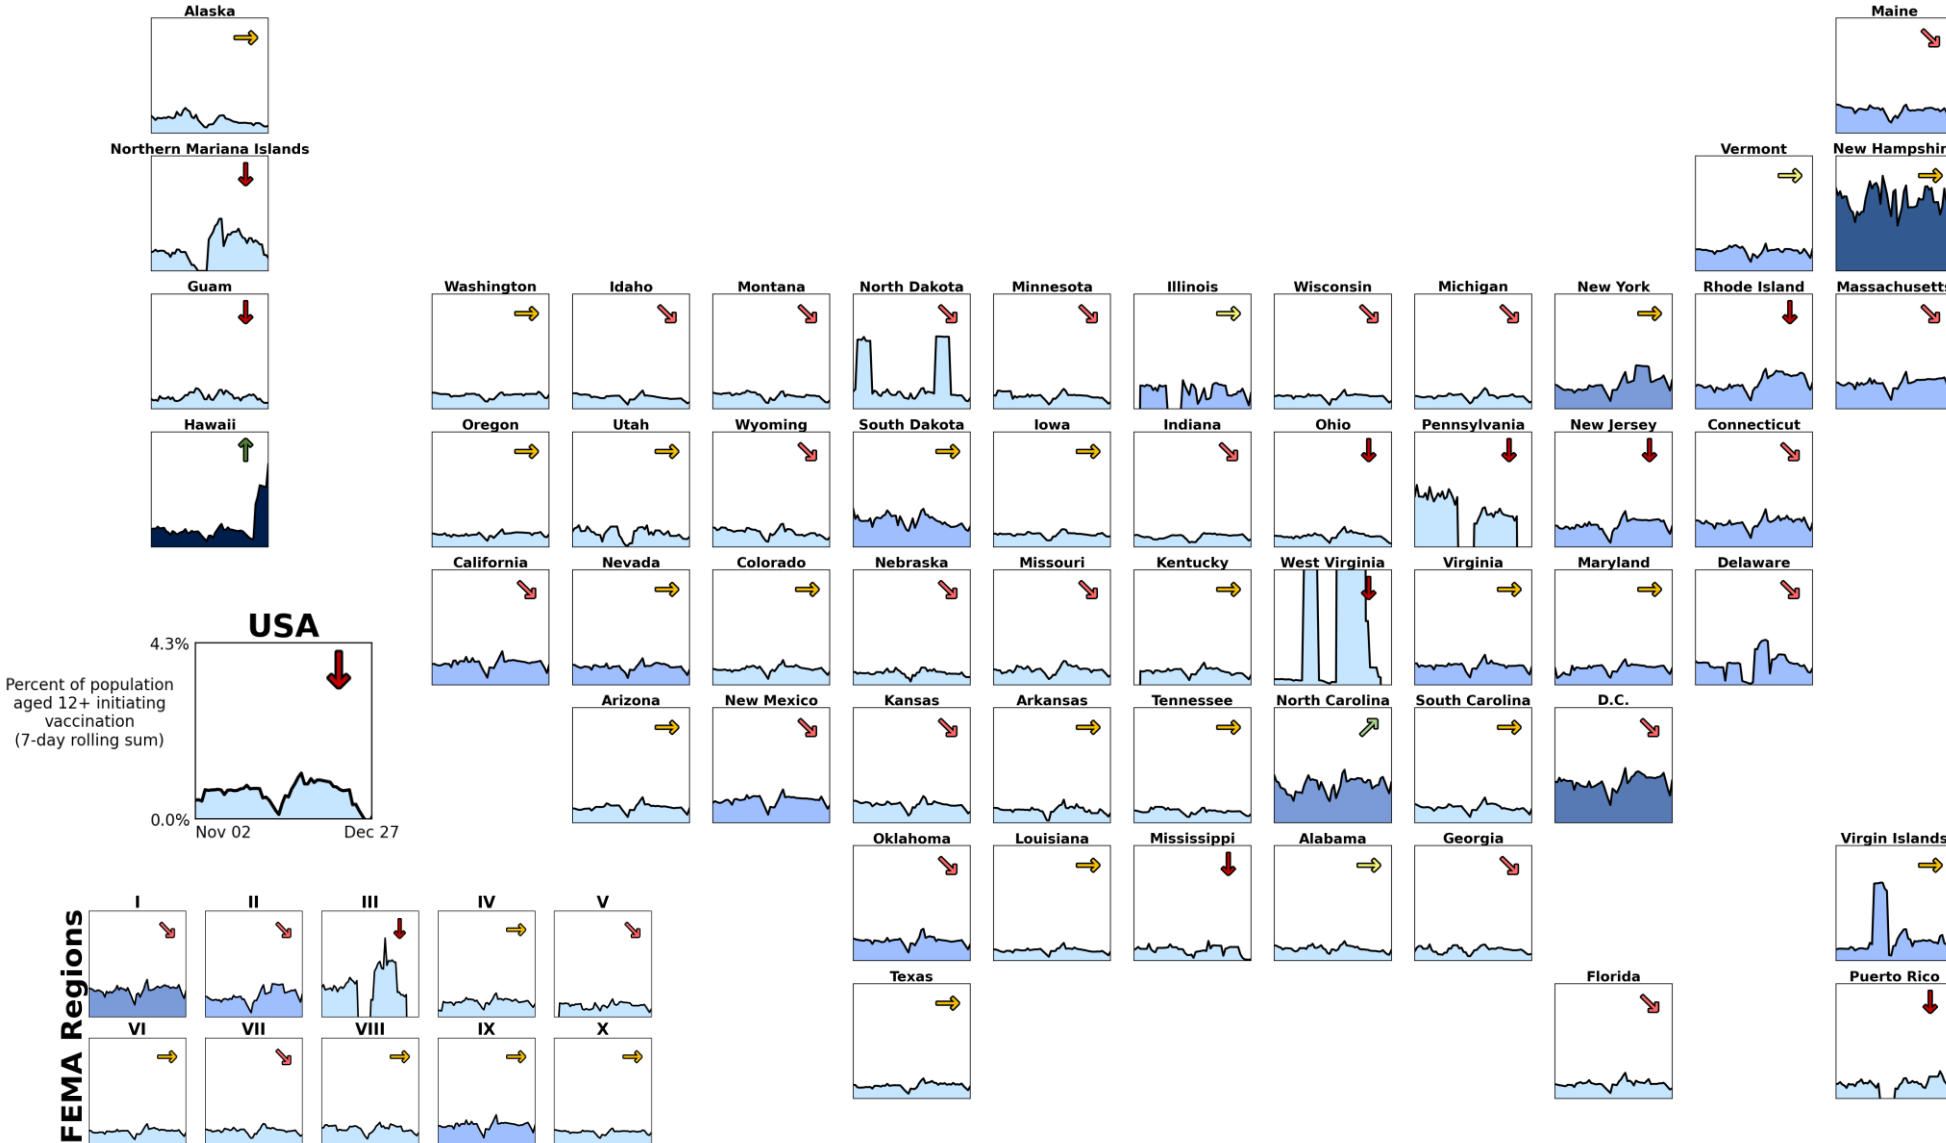 Alaska
Maine
Northern Mariana Islands
Vermont
New Hampshir
Guam
Washington
Idaho
Montana
North Dakota
Minnesota
Illinois
Wisconsin
Michigan
New York
Rhode Island
Massachusetts
Hawaii
Oregon
Utah
Wyoming
South Dakota
Iowa
Indiana
Ohio
Pennsylvania
New Jersey
Connecticut
California
Nevada
Colorado
Nebraska
Missouri
Kentucky
West Virginia
Virginia
Maryland
Delaware
USA
4.3%
Percent of population
aged 12+ initiating
vaccination
(7-day rolling sum)
0.0%
Nov 02
Dec 27
Arizona
New Mexico
Kansas
Arkansas
Tennessee
North Carolina
South Carolina
D.C.
Oklahoma
Louisiana
Mississippi
Alabama
Georgia
Virgin Islands
FEMA Regions
I
II
III
IV
V
Texas
Florida
Puerto Rico
VI
VII
VIII
IX
X